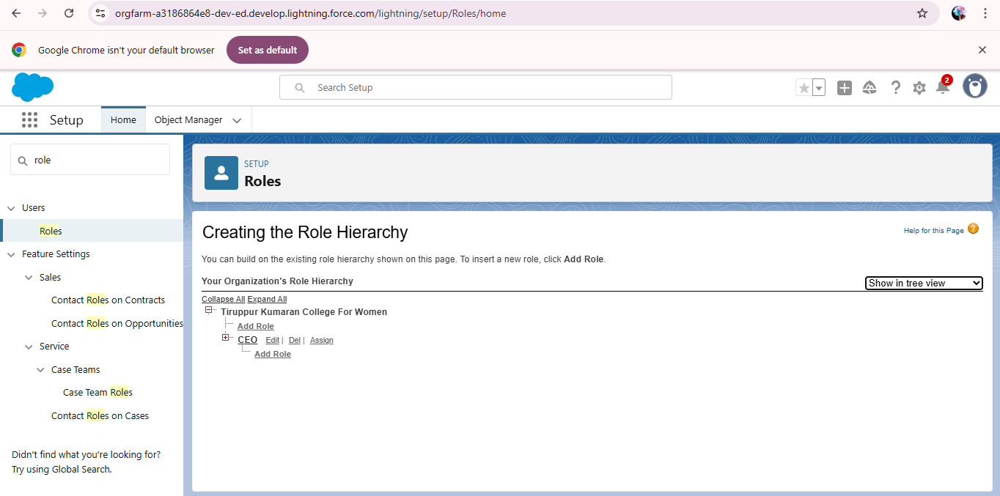 orgfarm-a3186864e8-dev-ed.develop.lightning.force.com/lightning/setup/Roles/home
Google Chrome isn't your default browser Set as default
Search Setup
2
Setup Home Object Manager
role
SETUP
Roles
Users
Roles
Feature Settings
Sales
Contact Roles on Contracts
Contact Roles on Opportunities
Service
Case Teams
Case Team Roles
Contact Roles on Cases
Didn't find what you're looking for?
Try using Global Search.
Creating the Role Hierarchy
Help for this Page ?
You can build on the existing role hierarchy shown on this page. To insert a new role, click Add Role.
Your Organization's Role Hierarchy
Show in tree view
Collapse All Expand All
Tiruppur Kumaran College For Women
Add Role
CEO Edit | Del | Assign
Add Role